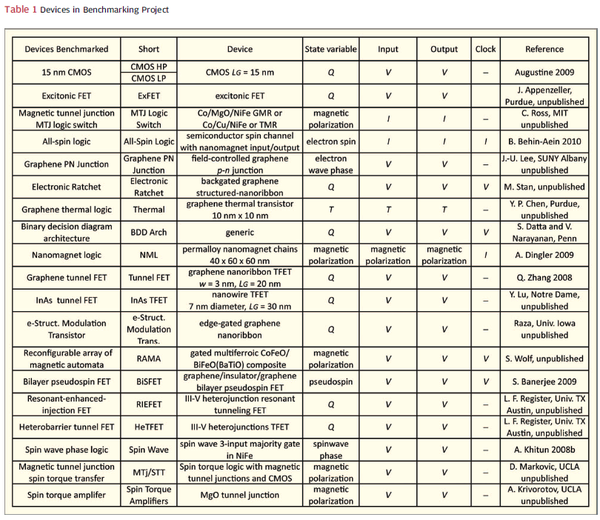 Table 1 Devices in Benchmarking Project
Devices Benchmarked Short Device State variable Input Output Clock Reference
15 nm CMOS CMOS HP CMOS LP CMOS LG = 15 nm Q V V – Augustine 2009
Excitonic FET ExFET excitonic FET Q V V – J. Appenzeller, Purdue, unpublished
Magnetic tunnel junction MTJ logic switch MTJ Logic Switch Co/MgO/NiFe GMR or Co/Cu/NiFe or TMR magnetic polarization I I – C. Ross, MIT unpublished
All-spin logic All-Spin Logic semiconductor spin channel with nanomagnet input/output electron spin I I I B. Behin-Aein 2010
Graphene PN Junction Graphene PN Junction field-controlled graphene p-n junction electron wave phase V V – J.-U. Lee, SUNY Albany unpublished
Electronic Ratchet Electronic Ratchet backgated graphene structured-nanoribbon Q V V V M. Stan, unpublished
Graphene thermal logic Thermal graphene thermal transistor 10 nm x 10 nm T T T – Y. P. Chen, Purdue, unpublished
Binary decision diagram architecture BDD Arch generic Q V V V S. Datta and V. Narayanan, Penn
Nanomagnet logic NML permalloy nanomagnet chains 40 x 60 x 60 nm magnetic polarization magnetic polarization magnetic polarization I A. Dingler 2009
Graphene tunnel FET Tunnel FET graphene nanoribbon TFET w = 3 nm, LG = 20 nm Q V V – Q. Zhang 2008
InAs tunnel FET InAs TFET nanowire TFET 7 nm diameter, LG = 30 nm Q V V – Y. Lu, Notre Dame, unpublished
e-Struct. Modulation Transistor e-Struct. Modulation Trans. edge-gated graphene nanoribbon Q V V – Raza, Univ. Iowa unpublished
Reconfigurable array of magnetic automata RAMA gated multiferroic CoFeO/ BiFeO(BaTiO) composite magnetic polarization V V V S. Wolf, unpublished
Bilayer pseudospin FET BiSFET graphene/insulator/graphene bilayer pseudospin FET pseudospin V V V S. Banerjee 2009
Resonant-enhanced-injection FET RIEFET III-V heterojunction resonant tunneling FET Q V V – L. F. Register, Univ. TX Austin, unpublished
Heterobarrier tunnel FET HeTFET III-V heterojunctions TFET Q V V – L. F. Register, Univ. TX Austin, unpublished
Spin wave phase logic Spin Wave spin wave 3-input majority gate in NiFe spinwave phase V V – A. Khitun 2008b
Magnetic tunnel junction spin torque transfer MTj/STT Spin torque logic with magnetic tunnel junctions and CMOS magnetic polarization V V – D. Markovic, UCLA unpublished
Spin torque amplifer Spin Torque Amplifiers MgO tunnel junction magnetic polarization V V – A. Krivorotov, UCLA unpublished